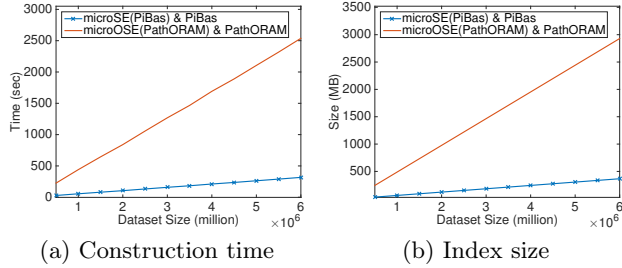 microSE(PiBas) & PiBas
microOSE(PathORAM) & PathORAM
3000
2500
2000
1500
1000
500
0
Time (sec)
1 2 3 4 5 6
Dataset Size (million) ×10^6
(a) Construction time
microSE(PiBas) & PiBas
microOSE(PathORAM) & PathORAM
3500
3000
2500
2000
1500
1000
500
Size (MB)
1 2 3 4 5 6
Dataset Size (million) ×10^6
(b) Index size